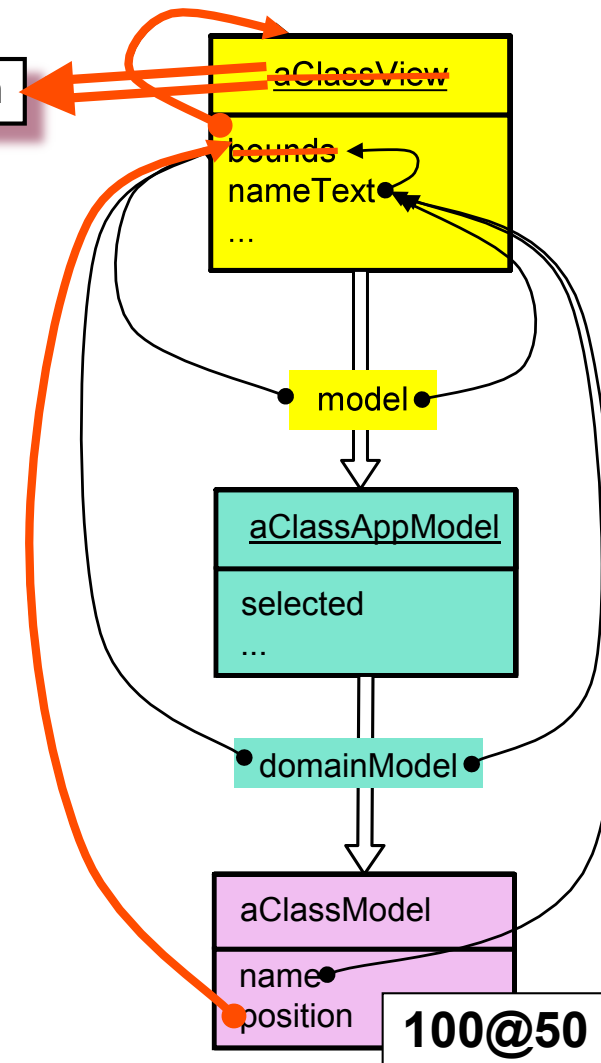 aClassView
bounds
nameText
...
model
aClassAppModel
selected
...
domainModel
aClassModel
name
position
100@50